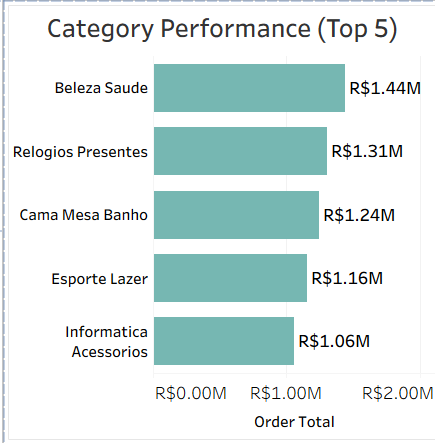 Category Performance (Top 5)
Beleza Saude R$1.44M
Relogios Presentes R$1.31M
Cama Mesa Banho R$1.24M
Esporte Lazer R$1.16M
Informatica
Acessorios R$1.06M
R$0.00M R$1.00M R$2.00M
Order Total